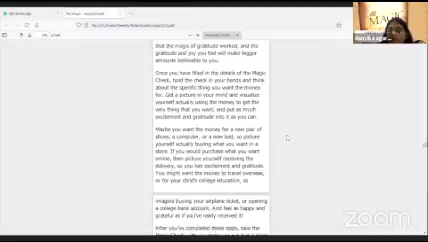 that the magic of gratitude worked, and the
gratitude and joy you feel will make bigger
amounts believable to you.
Once you have filled in the details of the Magic
Check, hold the check in your hands and think
about the specific thing you want the money
for. Get a picture in your mind and visualize
yourself actually using the money to get the
very thing that you want, and put as much
excitement and gratitude into it as you can.
Maybe you want the money for a new pair of
shoes, a computer, or a new bed, so picture
yourself actually buying what you want in a
store. If you would purchase what you want
online, then picture yourself receiving the
delivery, so you feel excitement and gratitude.
You might want the money to travel overseas,
or for your child's college education, so
imagine buying your airplane ticket, or opening
a college bank account. And feel as happy and
grateful as if you've really received it!
After you've completed these steps, take the
MAGIC
zoom